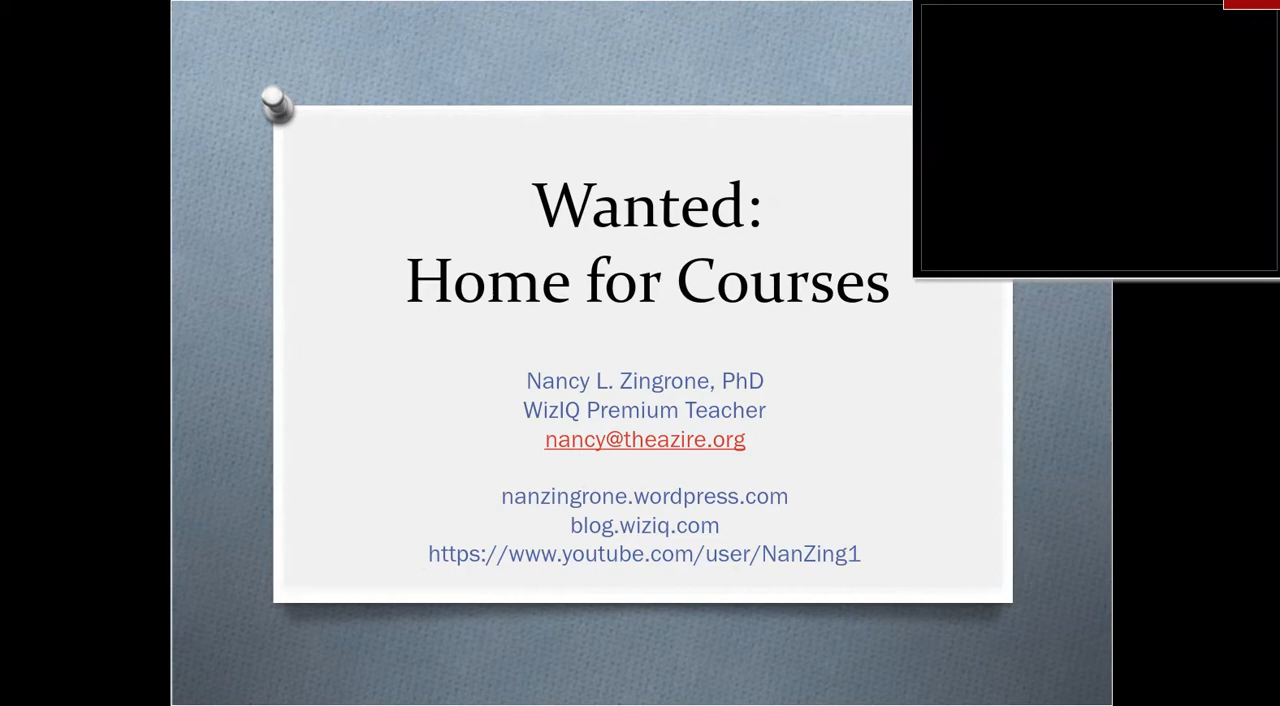 Wanted:
Home for Courses
Nancy L. Zingrone, PhD
WizIQ Premium Teacher
nancy@theazire.org
nanzingrone.wordpress.com
blog.wiziq.com
https://www.youtube.com/user/NanZing1